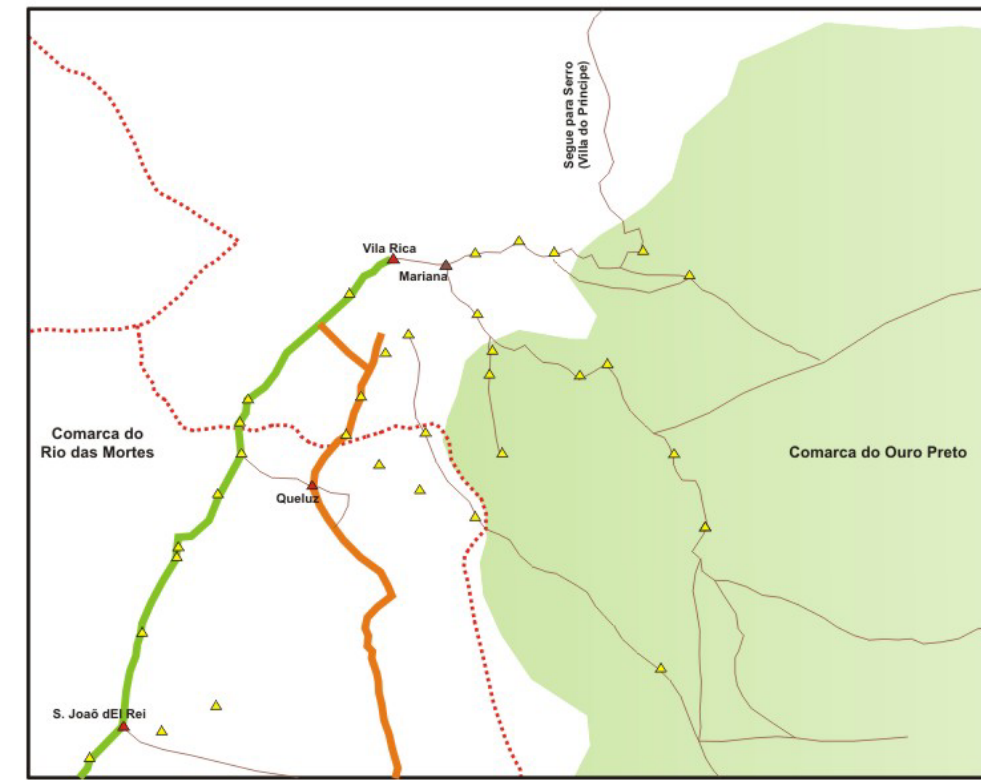 Segue para Serro
(Villa do Príncipe)
Vila Rica
Mariana
Comarca do
Rio das Mortes
Comarca do Ouro Preto
Queluz
S. Joaõ dEl Rei